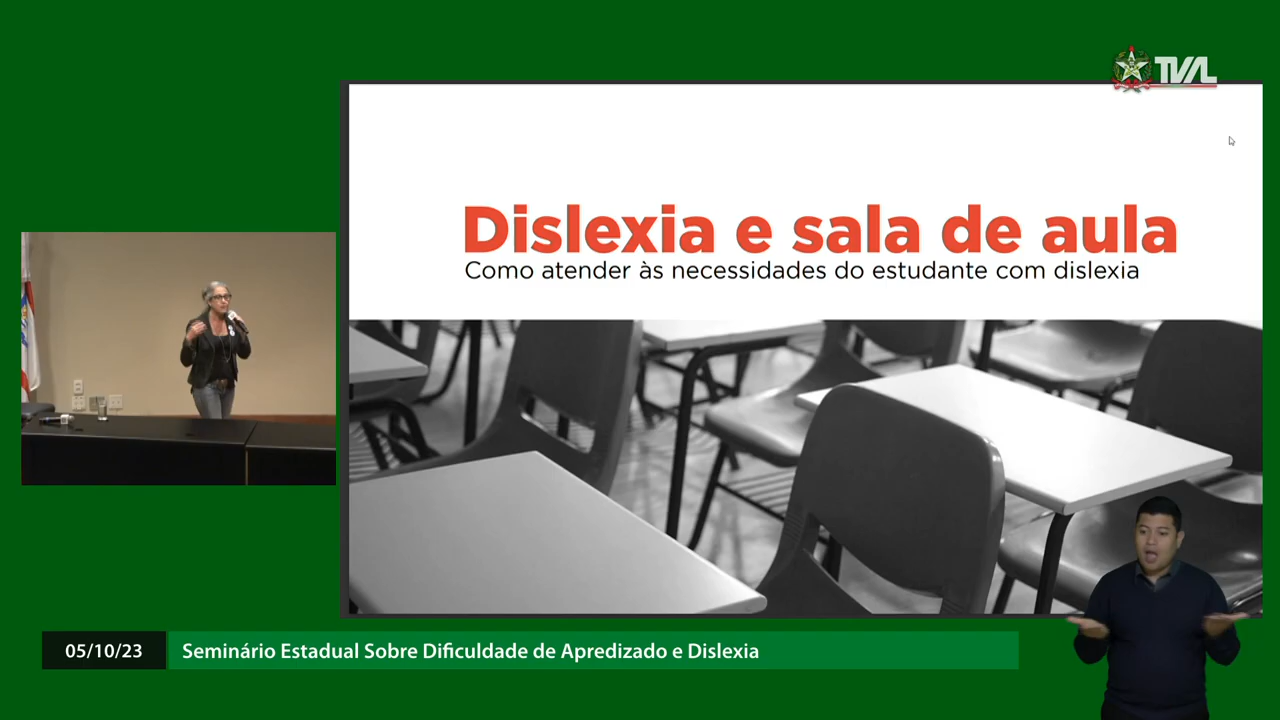 TVAL
Dislexia e sala de aula
Como atender às necessidades do estudante com dislexia
05/10/23
Seminário Estadual Sobre Dificuldade de Apredizado e Dislexia